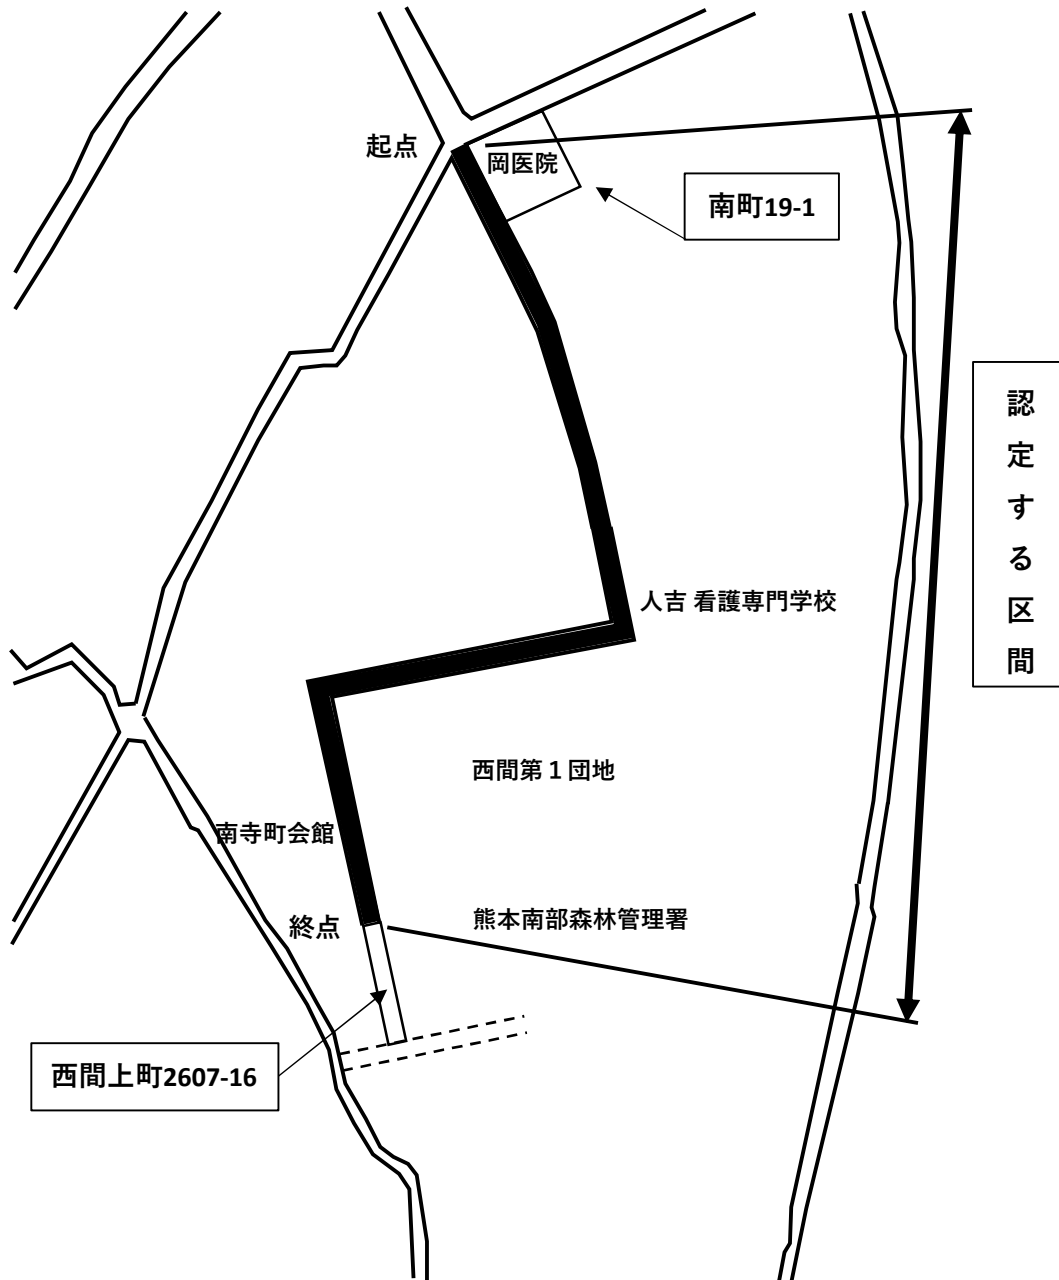 起点
岡医院
南町19-1
認定する区間
人吉 看護専門学校
西間第１団地
南寺町会館
終点
熊本南部森林管理署
西間上町2607-16